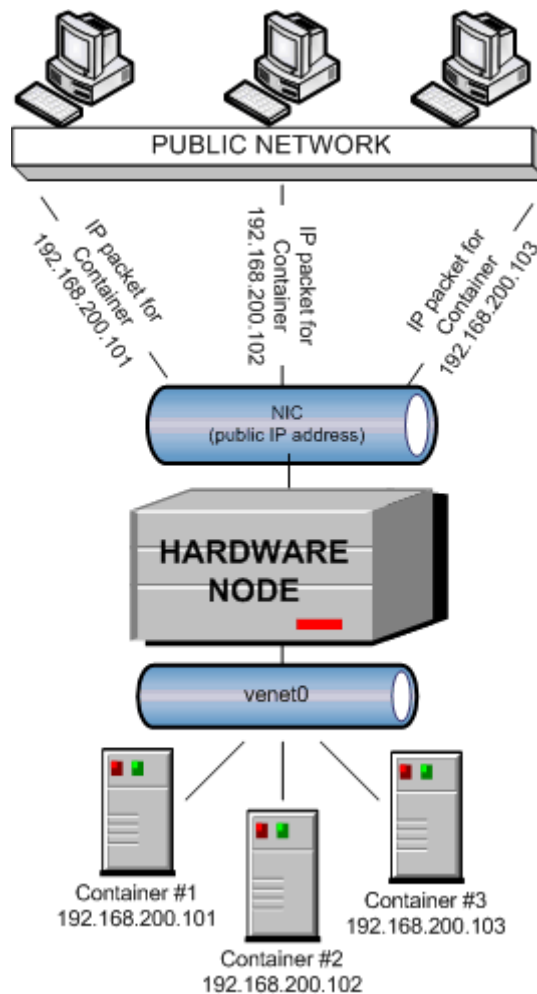 PUBLIC NETWORK
IP packet for
Container
192.168.200.101
IP packet for
Container
192.168.200.102
IP packet for
Container
192.168.200.103
NIC
(public IP address)
HARDWARE
NODE
venet0
Container #1
192.168.200.101
Container #2
192.168.200.102
Container #3
192.168.200.103